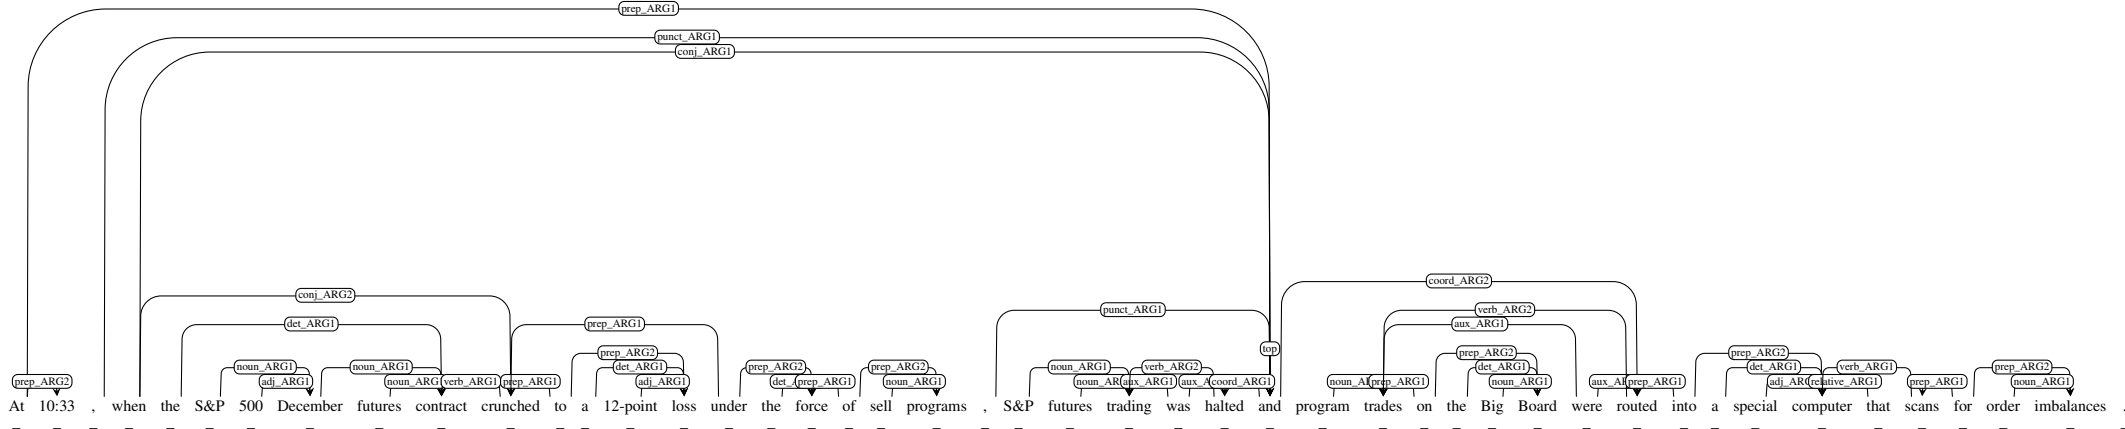 prep_ARG1
punct_ARG1
conj_ARG1
coord_ARG2
conj_ARG2
punct_ARG1 verb_ARG2
det_ARG1 prep_ARG1 aux_ARG1
top
prep_ARG2 prep_ARG2 prep_ARG2
noun_ARG1 noun_ARG1 det_ARG1 prep_ARG2 prep_ARG2 noun_ARG1 verb_ARG2 det_ARG1 det_ARG1 verb_ARG1 prep_ARG2
prep_ARG2 adj_ARG1 verb_ARG1 prep_ARG1 adj_ARG1 prep_ARG1 noun_ARG1 aux_ARG1 coord_ARG1 prep_ARG1 noun_ARG1 prep_ARG1 relative_ARG1 prep_ARG1 noun_ARG1
At 10:33 , when the S&P 500 December futures contract crunched to a 12-point loss under the force of sell programs , S&P futures trading was halted and program trades on the Big Board were routed into a special computer that scans for order imbalances .